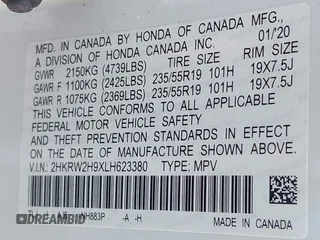 MFD. IN CANADA BY HONDA OF CANADA MFG.,
A DIVISION OF HONDA CANADA INC. 01/20
GVWR 2150KG (4739LBS) TIRE SIZE RIM SIZE
GAWR F 1100KG (2425LBS) 235/55R19 101H 19X7.5J
GAWR R 1075KG (2369LBS) 235/55R19 101H 19X7.5J
THIS VEHICLE CONFORMS TO ALL APPLICABLE
FEDERAL MOTOR VEHICLE SAFETY
AND THEFT PREVENTION STANDARDS IN EFFECT ON
THE DATE OF MANUFACTURE SHOWN ABOVE.
V.I.N.: 2HKRW2H9XLH623380 TYPE: MPV
NH883P -A -H
MADE IN CANADA
DREAMBID